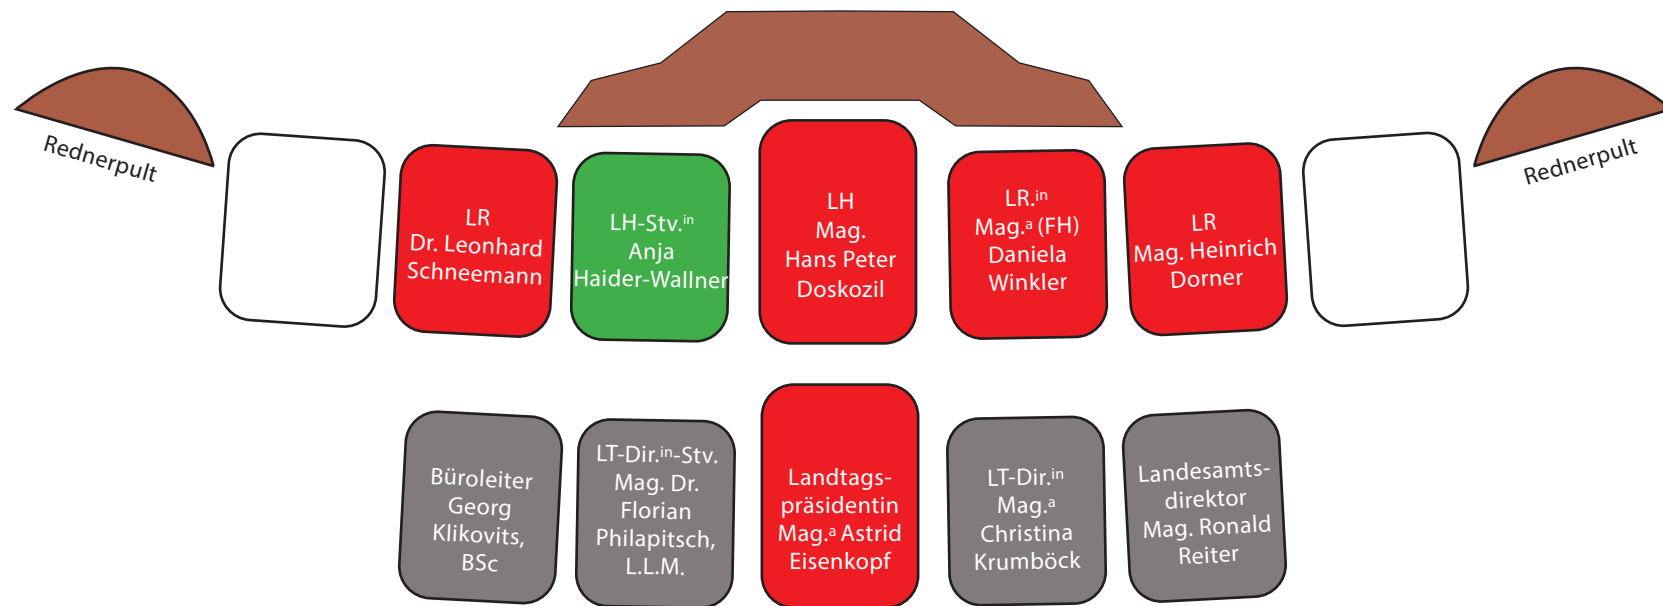 Rednerpult
LR
Dr. Leonhard
Schneemann
LH-Stv.ⁱⁿ
Anja
Haider-Wallner
LH
Mag.
Hans Peter
Doskozil
LR.ⁱⁿ
Mag.ᵃ (FH)
Daniela
Winkler
LR
Mag. Heinrich
Dorner
Rednerpult
Büroleiter
Georg
Klikovits,
BSc
LT-Dir.ⁱⁿ-Stv.
Mag. Dr.
Florian
Philapitsch,
L.L.M.
Landtags-
präsidentin
Mag.ᵃ Astrid
Eisenkopf
LT-Dir.ⁱⁿ
Mag.ᵃ
Christina
Krumböck
Landesamts-
direktor
Mag. Ronald
Reiter